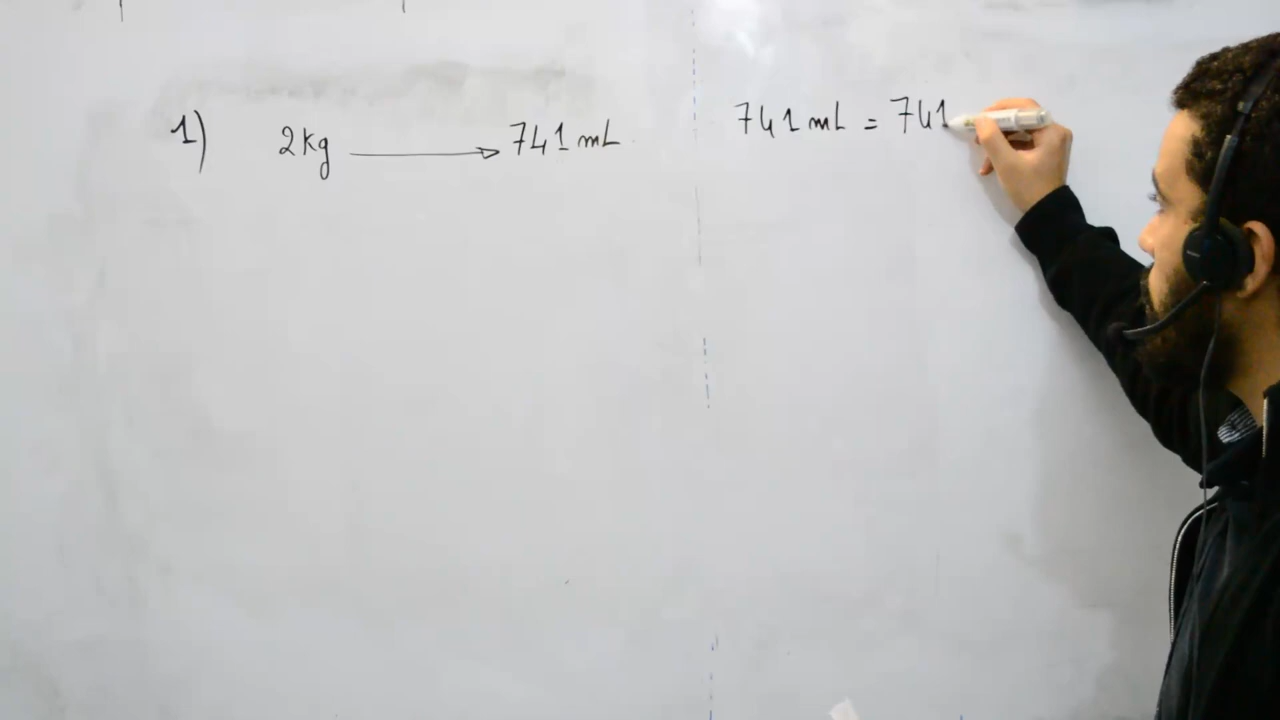 1) 2kg → 741 mL
741 mL = 741